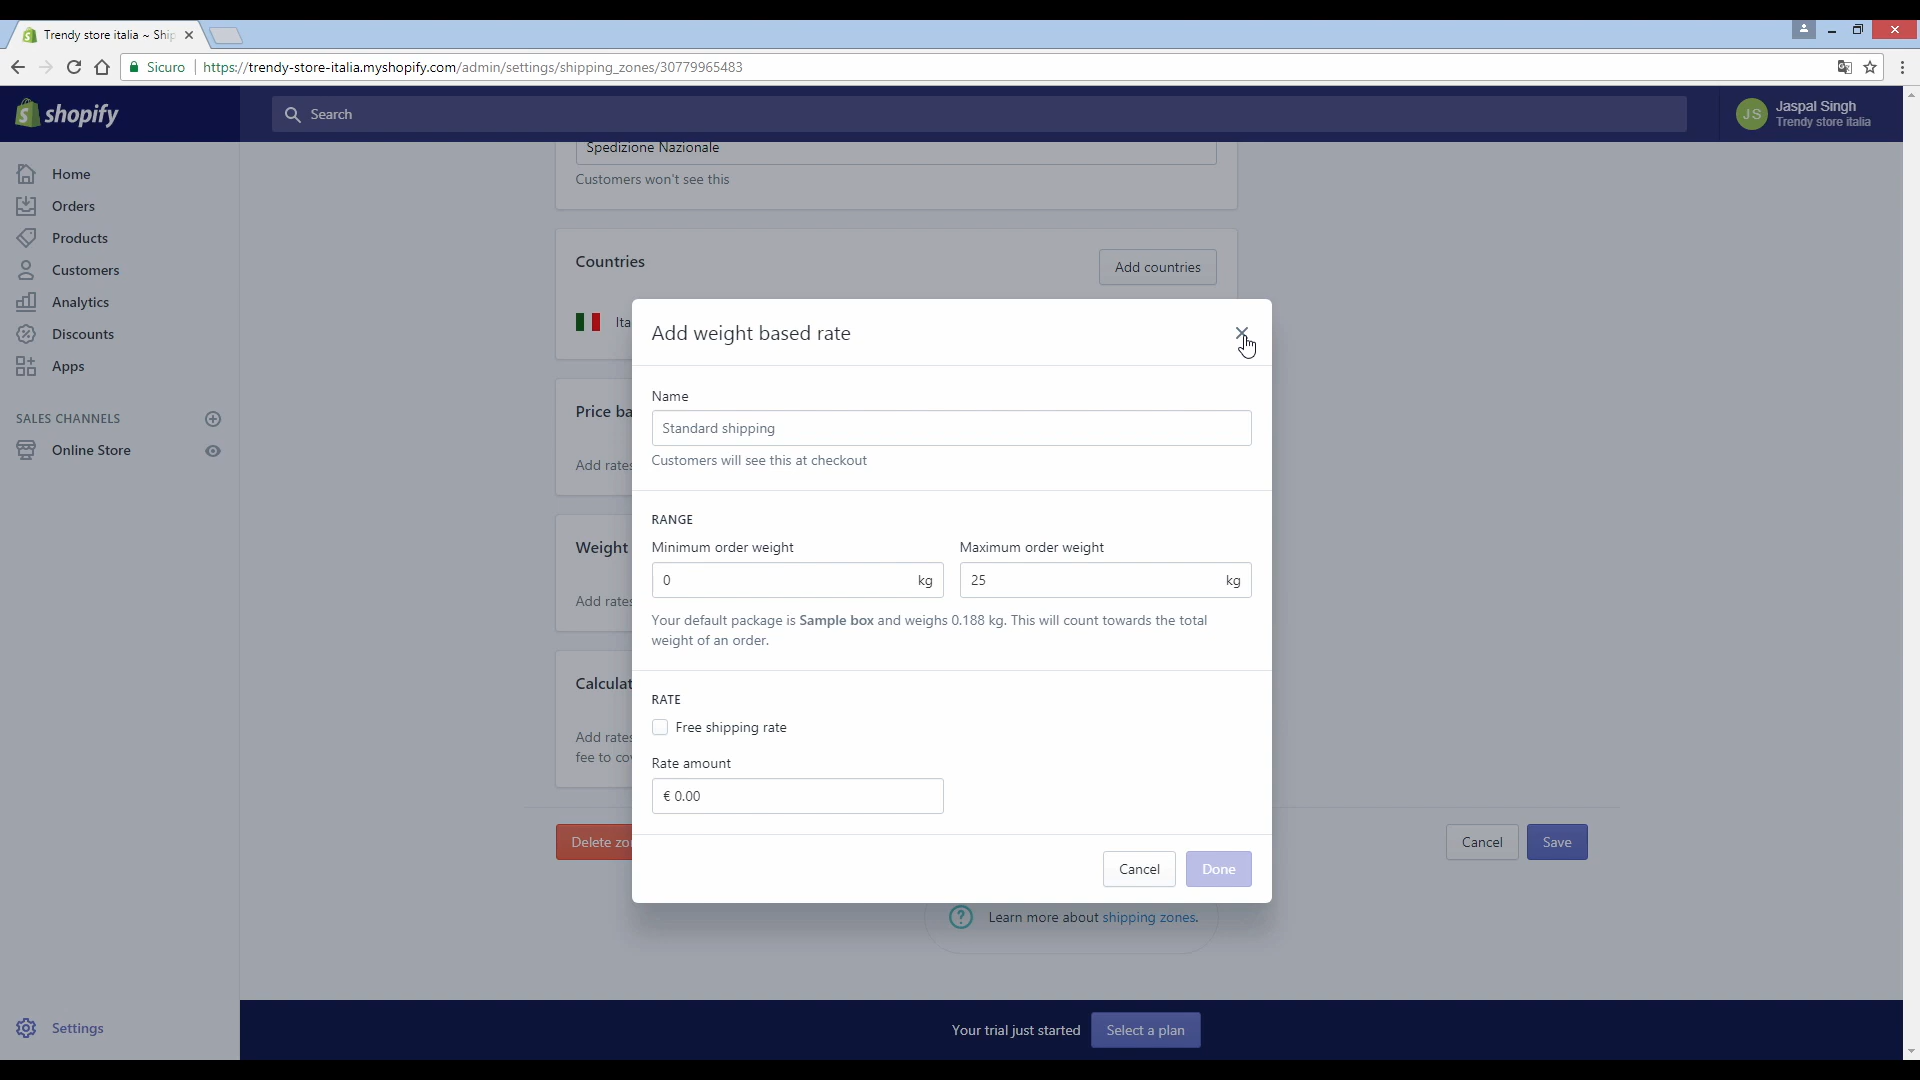 Trendy store italia ~ Ship
Sicuro
https://trendy-store-italia.myshopify.com/admin/settings/shipping_zones/30779965483
shopify
Search
JS
Jaspal Singh
Trendy store italia
Home
Orders
Products
Customers
Analytics
Discounts
Apps
SALES CHANNELS
Online Store
Settings
Spedizione Nazionale
Customers won't see this
Countries
Add countries
Ita
Price ba
Add rates
Weight
Add rates
Calculat
Add rates
fee to co
Delete zo
Cancel
Save
Add weight based rate
Name
Standard shipping
Customers will see this at checkout
RANGE
Minimum order weight
Maximum order weight
0 kg
25 kg
Your default package is Sample box and weighs 0.188 kg. This will count towards the total
weight of an order.
RATE
Free shipping rate
Rate amount
€ 0.00
Cancel
Done
Learn more about shipping zones.
Your trial just started
Select a plan